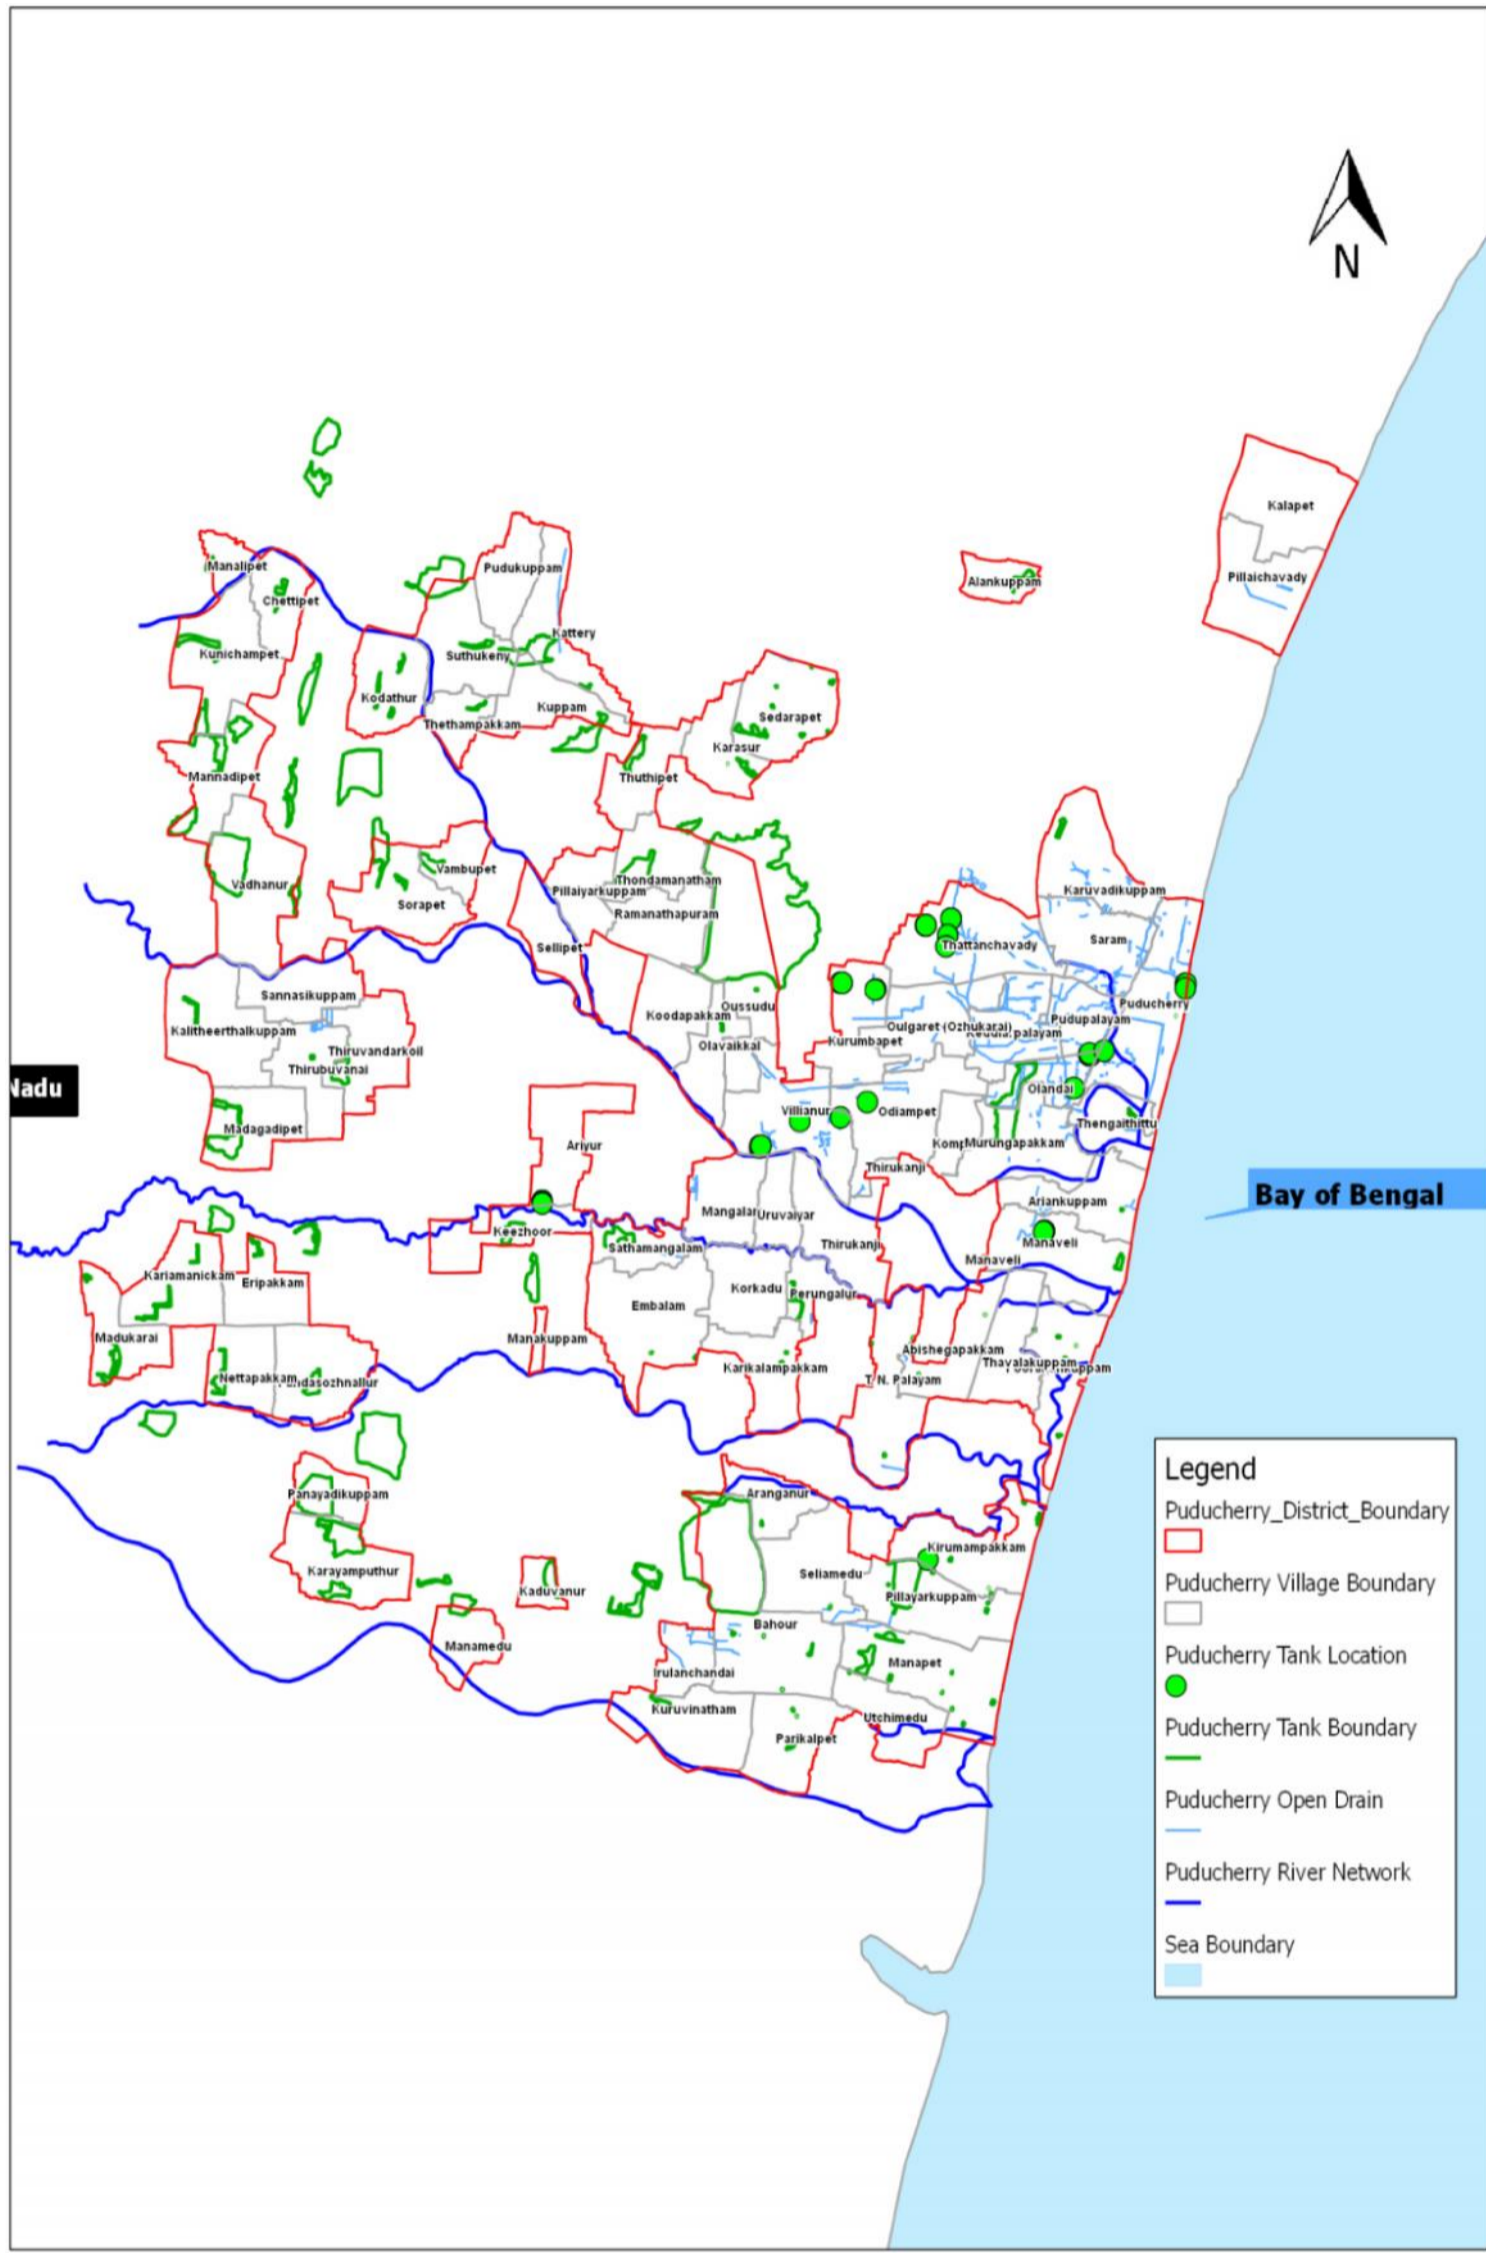 N
Kalapet
Pillaichavady
Manalipet
Pudukuppam
Alankuppam
Chettipet
Kattery
Kunichampet
Suthukeny
Kodathur
Kuppam
Sedarapet
Thethampakkam
Karasur
Mannadipet
Thuthipet
Vambupet
Thondamanatham
Vadhanur
Pillaiyarkuppam
Karuvadikuppam
Sorapet
Ramanathapuram
Saram
Sellipet
Thattanchavady
Sannasikuppam
Oussudu
Puducherry
Koodapakkam
Pudupalayam
Kalitheerthalkuppam
Oulgaret (Ozhukarai)
Kurumbapet
Olavaikkal
Thiruvandarkoil
Thirubuvanai
Nadu
Olandai
Villianur
Odiampet
Madagadipet
Thengaithittu
Ariyur
Murungapakkam
Thirukanji
Bay of Bengal
Ariankuppam
Mangalam
Uruvaiyar
Keezhoor
Sathamangalam
Thirukanji
Manaveli
Manaveli
Kariamanickam
Eripakkam
Korkadu
Perungalur
Embalam
Madukarai
Manakuppam
Abishegapakkam
Karikalampakkam
Thavalakuppam
Nettapakkam
T. N. Palayam
Legend
Panayadikuppam
Aranganur
Puducherry_District_Boundary
Kirumampakkam
Karayamputhur
Seliamedu
Puducherry Village Boundary
Kaduvanur
Pillayarkuppam
Bahour
Manamedu
Puducherry Tank Location
Manapet
Irulanchandai
Kuruvinatham
Utchimedu
Puducherry Tank Boundary
Parikalpet
Puducherry Open Drain
Puducherry River Network
Sea Boundary